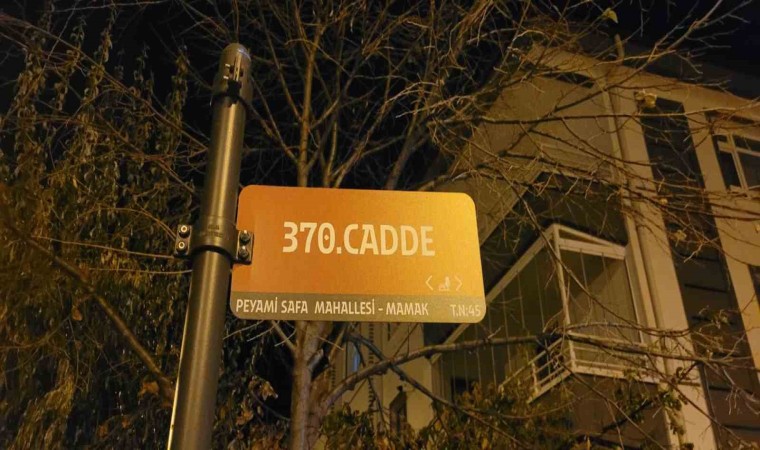 370.CADDE
PEYAMİ SAFA MAHALLESİ - MAMAK T.N:45